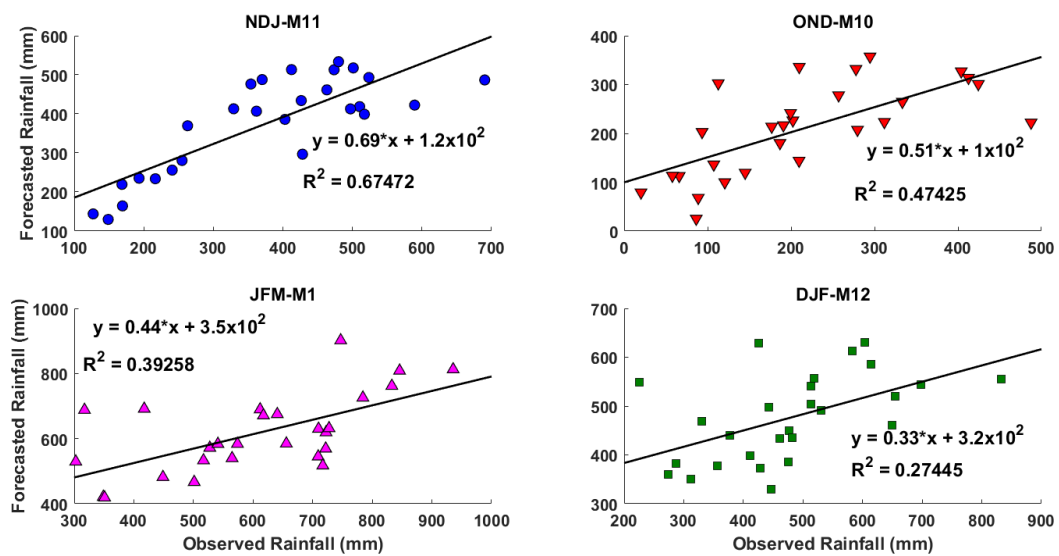 NDJ-M11
Forecasted Rainfall (mm)
600
500
400
300
200
100
100 200 300 400 500 600 700
y = 0.69*x + 1.2x10^2
R^2 = 0.67472
OND-M10
400
300
200
100
0
0 100 200 300 400 500
y = 0.51*x + 1x10^2
R^2 = 0.47425
JFM-M1
Forecasted Rainfall (mm)
1000
800
600
400
300 400 500 600 700 800 900 1000
y = 0.44*x + 3.5x10^2
R^2 = 0.39258
Observed Rainfall (mm)
DJF-M12
700
600
500
400
300
200 300 400 500 600 700 800 900
y = 0.33*x + 3.2x10^2
R^2 = 0.27445
Observed Rainfall (mm)